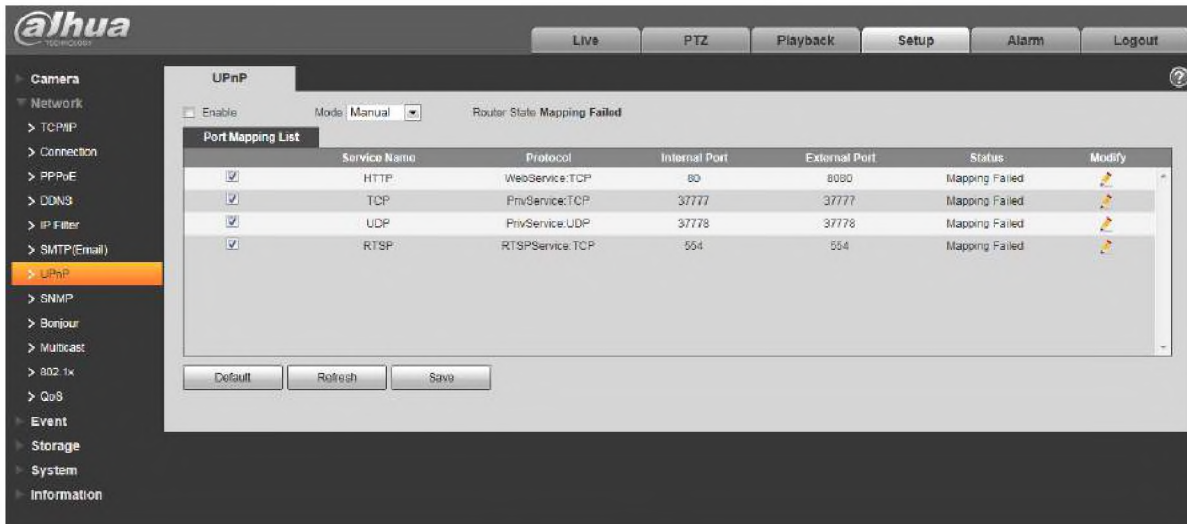 alhua
TECHNOLOGY
Live PTZ Playback Setup Alarm Logout
Camera
Network
> TCP/IP
> Connection
> PPPoE
> DDNS
> IP Filter
> SMTP(Email)
> UPnP
> SNMP
> Bonjour
> Multicast
> 802.1x
> QoS
Event
Storage
System
Information
UPnP
?
Enable Mode Manual Router State Mapping Failed
Port Mapping List
Service Name Protocol Internal Port External Port Status Modify
HTTP WebService:TCP 80 8080 Mapping Failed
TCP PrivService:TCP 37777 37777 Mapping Failed
UDP PrivService:UDP 37778 37778 Mapping Failed
RTSP RTSPService:TCP 554 554 Mapping Failed
Default Refresh Save